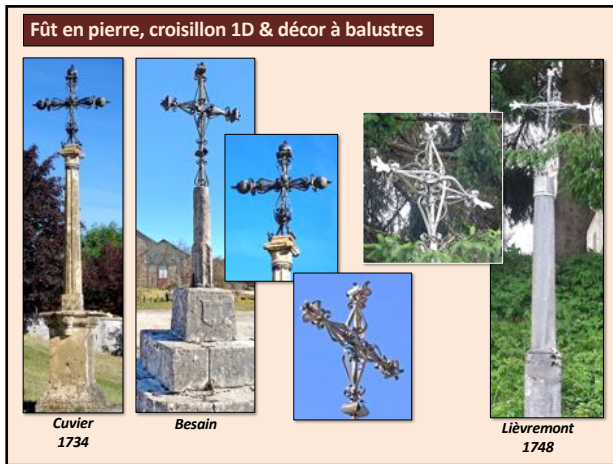 Fût en pierre, croisillon 1D & décor à balustres
Cuvier
1734
Besain
Lièvremont
1748